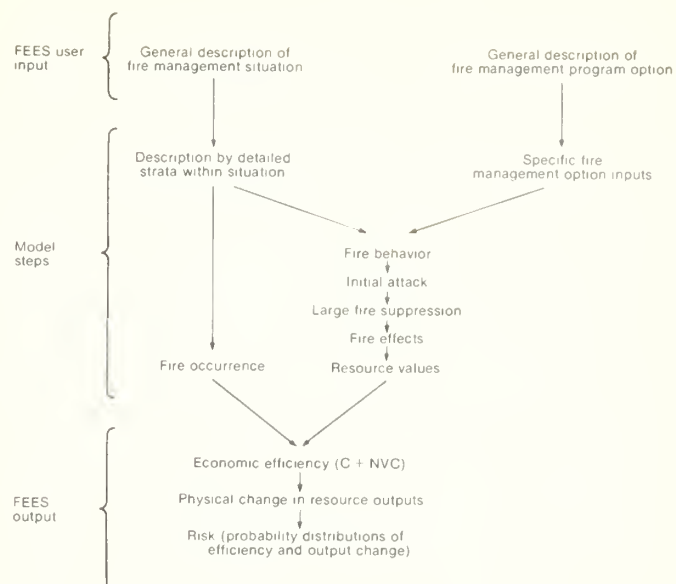 FEES user
input
General description of
fire management situation
General description of
fire management program option
Description by detailed
strata within situation
Specific fire
management option inputs
Model
steps
Fire behavior
Initial attack
Large fire suppression
Fire effects
Fire occurrence
Resource values
FEES
output
Economic efficiency (C + NVC)
Physical change in resource outputs
Risk (probability distributions of
efficiency and output change)